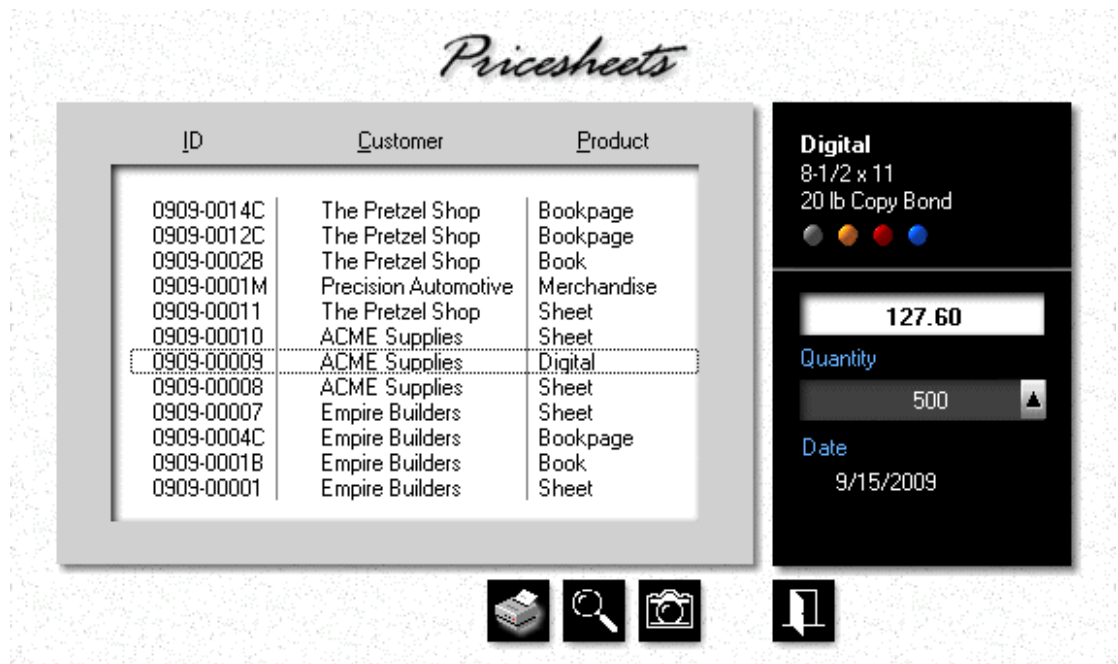 Pricesheets
ID Customer Product
0909-0014C The Pretzel Shop Bookpage
0909-0012C The Pretzel Shop Bookpage
0909-0002B The Pretzel Shop Book
0909-0001M Precision Automotive Merchandise
0909-00011 The Pretzel Shop Sheet
0909-00010 ACME Supplies Sheet
0909-00009 ACME Supplies Digital
0909-00008 ACME Supplies Sheet
0909-00007 Empire Builders Sheet
0909-0004C Empire Builders Bookpage
0909-0001B Empire Builders Book
0909-00001 Empire Builders Sheet
Digital
8-1/2 x 11
20 lb Copy Bond
127.60
Quantity
500
Date
9/15/2009